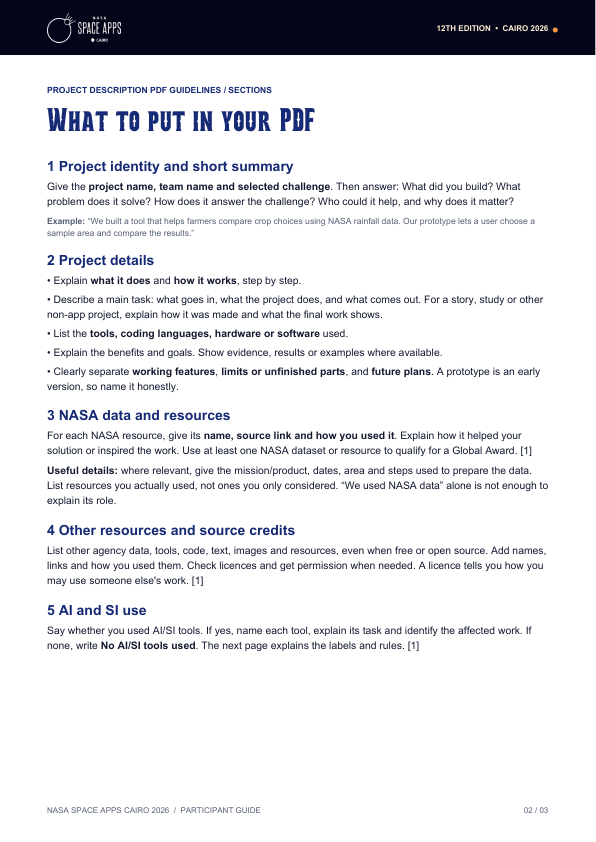 NASA
SPACE APPS
CAIRO
12TH EDITION • CAIRO 2026
PROJECT DESCRIPTION PDF GUIDELINES / SECTIONS
WHAT TO PUT IN YOUR PDF
1 Project identity and short summary
Give the project name, team name and selected challenge. Then answer: What did you build? What
problem does it solve? How does it answer the challenge? Who could it help, and why does it matter?
Example: “We built a tool that helps farmers compare crop choices using NASA rainfall data. Our prototype lets a user choose a
sample area and compare the results.”
2 Project details
• Explain what it does and how it works, step by step.
• Describe a main task: what goes in, what the project does, and what comes out. For a story, study or other
non-app project, explain how it was made and what the final work shows.
• List the tools, coding languages, hardware or software used.
• Explain the benefits and goals. Show evidence, results or examples where available.
• Clearly separate working features, limits or unfinished parts, and future plans. A prototype is an early
version, so name it honestly.
3 NASA data and resources
For each NASA resource, give its name, source link and how you used it. Explain how it helped your
solution or inspired the work. Use at least one NASA dataset or resource to qualify for a Global Award. [1]
Useful details: where relevant, give the mission/product, dates, area and steps used to prepare the data.
List resources you actually used, not ones you only considered. “We used NASA data” alone is not enough to
explain its role.
4 Other resources and source credits
List other agency data, tools, code, text, images and resources, even when free or open source. Add names,
links and how you used them. Check licences and get permission when needed. A licence tells you how you
may use someone else's work. [1]
5 AI and SI use
Say whether you used AI/SI tools. If yes, name each tool, explain its task and identify the affected work. If
none, write No AI/SI tools used. The next page explains the labels and rules. [1]
NASA SPACE APPS CAIRO 2026 / PARTICIPANT GUIDE
02 / 03